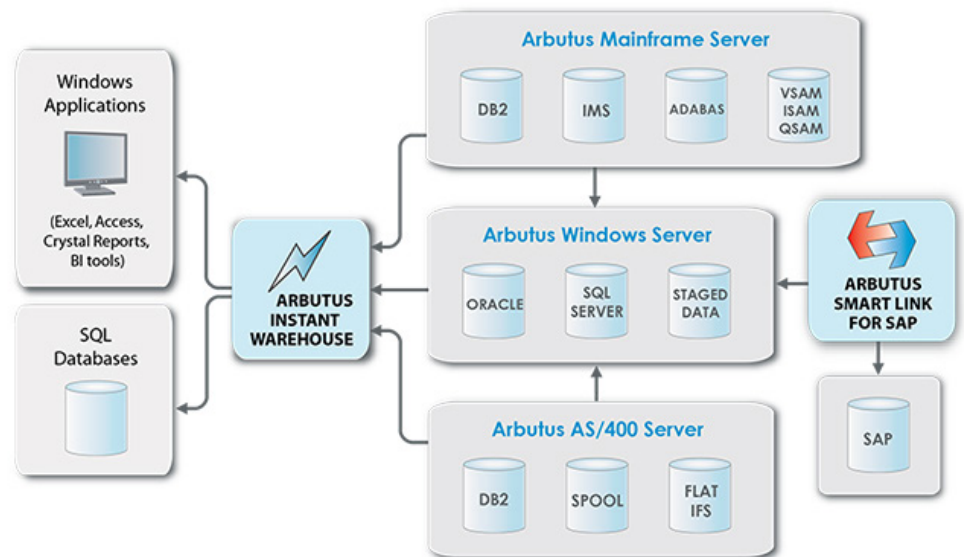 Windows
Applications
(Excel, Access,
Crystal Reports,
BI tools)
SQL
Databases
ARBUTUS
INSTANT
WAREHOUSE
Arbutus Mainframe Server
DB2
IMS
ADABAS
VSAM
ISAM
QSAM
Arbutus Windows Server
ORACLE
SQL
SERVER
STAGED
DATA
Arbutus AS/400 Server
DB2
SPOOL
FLAT
IFS
ARBUTUS
SMART LINK
FOR SAP
SAP